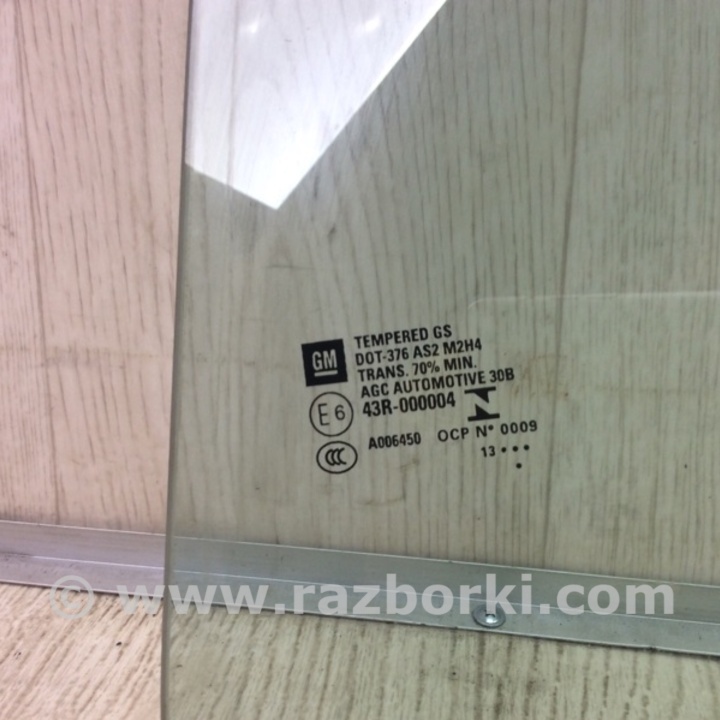 TEMPERED GS
GM DOT-376 AS2 M2H4
TRANS. 70% MIN.
AGC AUTOMOTIVE 30B
E6 43R-000004
CCC A006450 OCP N° 0009
13•••
•
© www.razborki.com